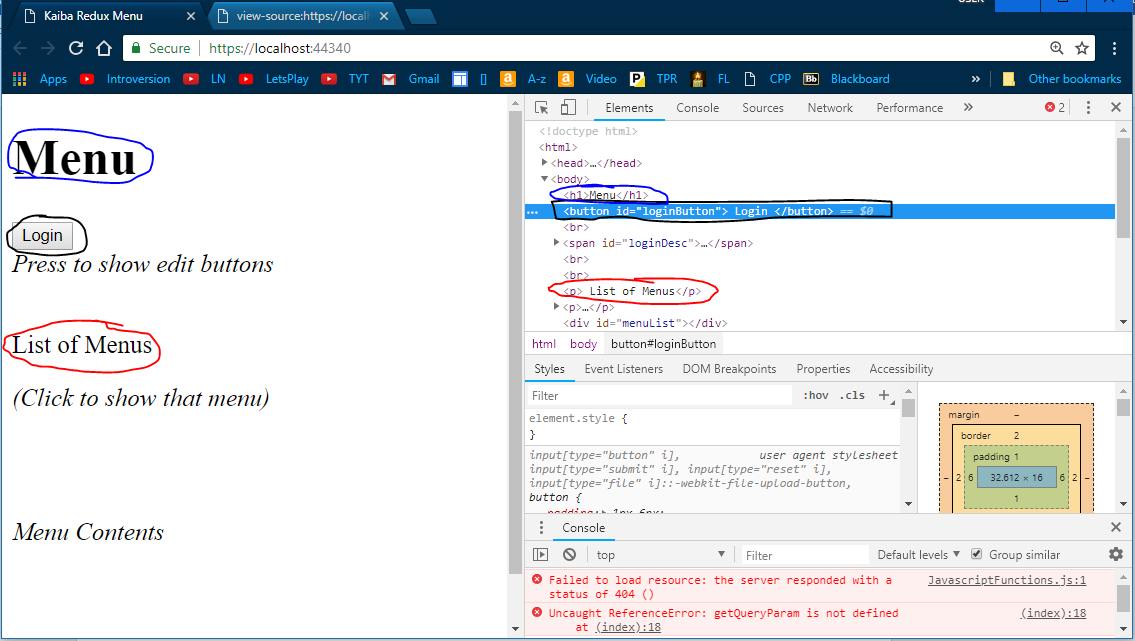 USER
Kaiba Redux Menu
view-source:https://local
Secure
https://localhost:44340
Apps
Introversion
LN
LetsPlay
TYT
Gmail
[]
a A-z
a Video
P TPR
FL
CPP
Bb Blackboard
»
Other bookmarks
Menu
Login
Press to show edit buttons
List of Menus
(Click to show that menu)
Menu Contents
Elements Console Sources Network Performance » 2
<!doctype html>
<html>
<head>…</head>
<body>
<h1>Menu</h1>
… <button id="loginButton"> Login </button> == $0
<br>
<span id="loginDesc">…</span>
<br>
<br>
<p> List of Menus</p>
<p>…</p>
<div id="menuList"></div>
html body button#loginButton
Styles Event Listeners DOM Breakpoints Properties Accessibility
Filter :hov .cls +
element.style {
}
input[type="button" i], user agent stylesheet
input[type="submit" i], input[type="reset" i],
input[type="file" i]::-webkit-file-upload-button,
button {
padding:▶ 1px 6px;
margin –
border 2
padding 1
– 2 6 32.612 × 16 6 2 –
1
Console
top Filter Default levels ▼ Group similar
Failed to load resource: the server responded with a JavascriptFunctions.js:1
status of 404 ()
Uncaught ReferenceError: getQueryParam is not defined (index):18
at (index):18